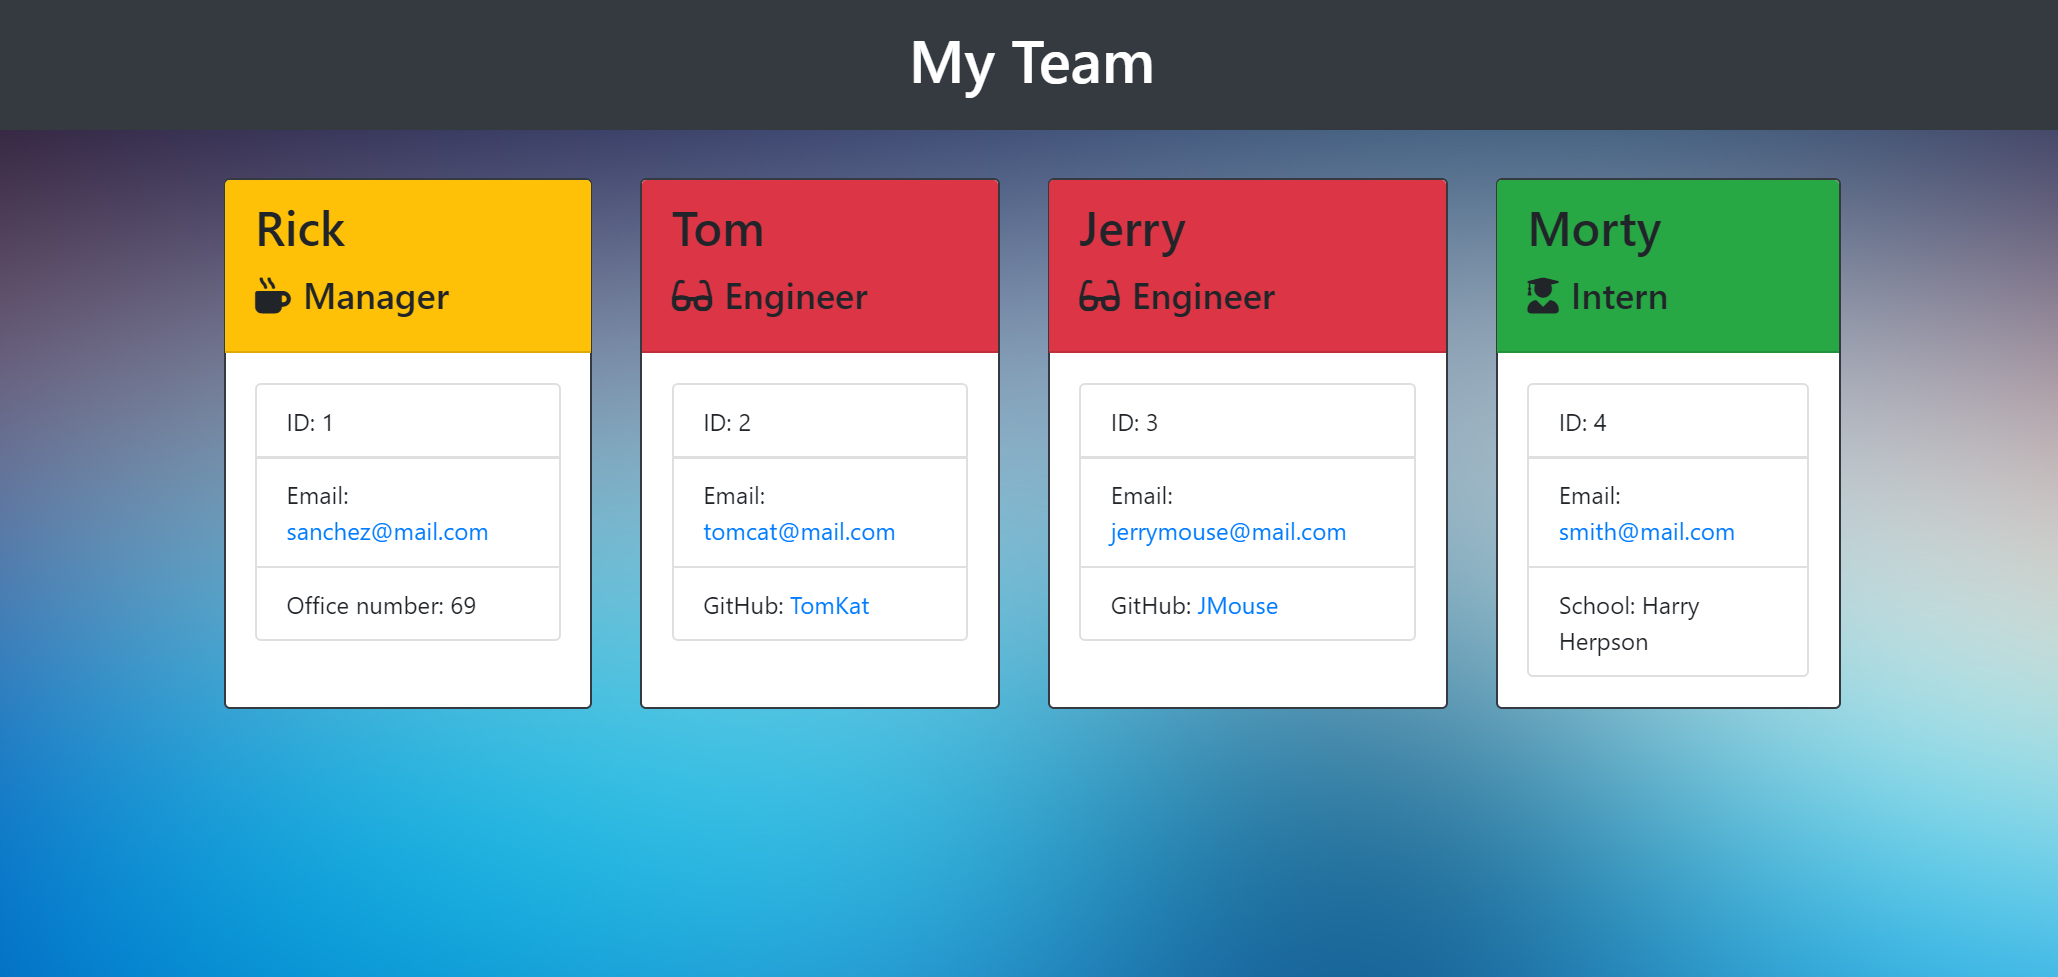 My Team
Rick
Manager
ID: 1
Email:
sanchez@mail.com
Office number: 69
Tom
Engineer
ID: 2
Email:
tomcat@mail.com
GitHub: TomKat
Jerry
Engineer
ID: 3
Email:
jerrymouse@mail.com
GitHub: JMouse
Morty
Intern
ID: 4
Email:
smith@mail.com
School: Harry
Herpson